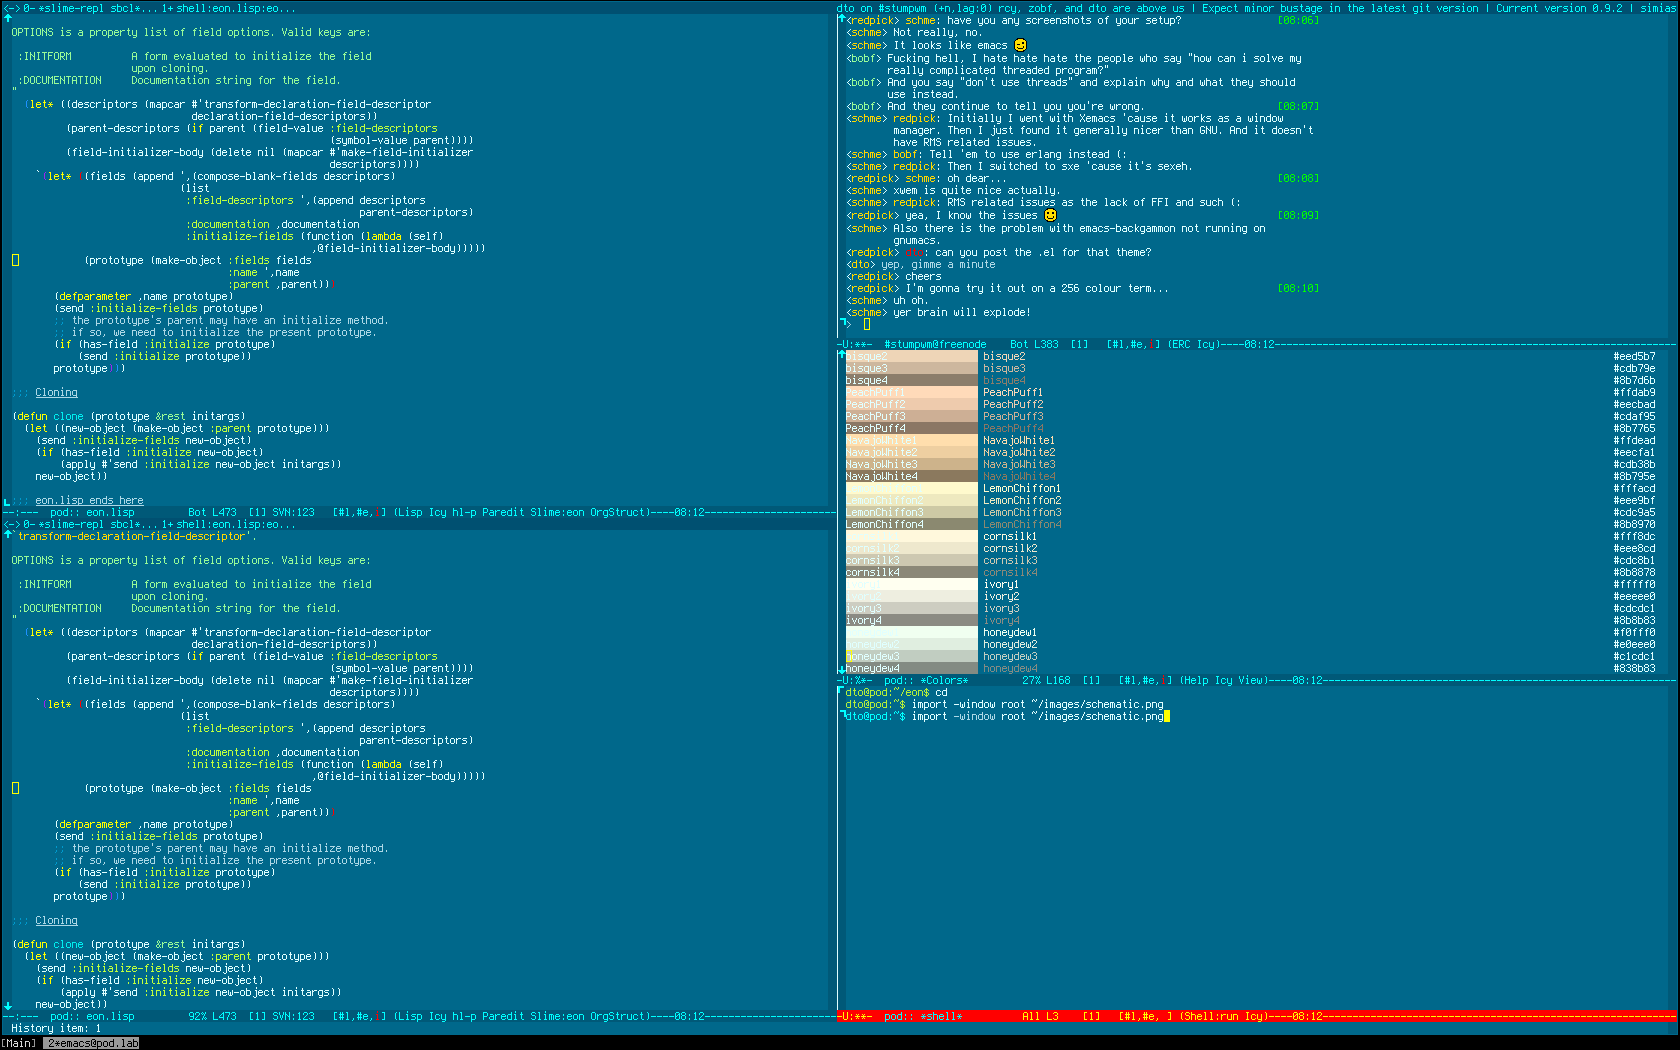 <-> 0- *slime-repl sbcl*... 1+ shell:eon.lisp:eo...
OPTIONS is a property list of field options. Valid keys are:
:INITFORM          A form evaluated to initialize the field
upon cloning.
:DOCUMENTATION     Documentation string for the field.
"
(let* ((descriptors (mapcar #'transform-declaration-field-descriptor
declaration-field-descriptors))
(parent-descriptors (if parent (field-value :field-descriptors
(symbol-value parent))))
(field-initializer-body (delete nil (mapcar #'make-field-initializer
descriptors))))
`(let* ((fields (append ',(compose-blank-fields descriptors)
(list
:field-descriptors ',(append descriptors
parent-descriptors)
:documentation ,documentation
:initialize-fields (function (lambda (self)
,@field-initializer-body)))))
(prototype (make-object :fields fields
:name ',name
:parent ,parent))
(defparameter ,name prototype)
(send :initialize-fields prototype)
;; the prototype's parent may have an initialize method.
;; if so, we need to initialize the present prototype.
(if (has-field :initialize prototype)
(send :initialize prototype))
prototype)))
;;; Cloning
(defun clone (prototype &rest initargs)
(let ((new-object (make-object :parent prototype)))
(send :initialize-fields new-object)
(if (has-field :initialize new-object)
(apply #'send :initialize new-object initargs))
new-object))
;;; eon.lisp ends here
--:---  pod:: eon.lisp         Bot L473  [1] SVN:123   [#l,#e,·] (Lisp Icy hl-p Paredit Slime:eon OrgStruct)----08:12----------------------
<-> 0- *slime-repl sbcl*... 1+ shell:eon.lisp:eo...
`transform-declaration-field-descriptor'.
OPTIONS is a property list of field options. Valid keys are:
:INITFORM          A form evaluated to initialize the field
upon cloning.
:DOCUMENTATION     Documentation string for the field.
"
(let* ((descriptors (mapcar #'transform-declaration-field-descriptor
declaration-field-descriptors))
(parent-descriptors (if parent (field-value :field-descriptors
(symbol-value parent))))
(field-initializer-body (delete nil (mapcar #'make-field-initializer
descriptors))))
`(let* ((fields (append ',(compose-blank-fields descriptors)
(list
:field-descriptors ',(append descriptors
parent-descriptors)
:documentation ,documentation
:initialize-fields (function (lambda (self)
,@field-initializer-body)))))
(prototype (make-object :fields fields
:name ',name
:parent ,parent))
(defparameter ,name prototype)
(send :initialize-fields prototype)
;; the prototype's parent may have an initialize method.
;; if so, we need to initialize the present prototype.
(if (has-field :initialize prototype)
(send :initialize prototype))
prototype)))
;;; Cloning
(defun clone (prototype &rest initargs)
(let ((new-object (make-object :parent prototype)))
(send :initialize-fields new-object)
(if (has-field :initialize new-object)
(apply #'send :initialize new-object initargs))
new-object))
--:---  pod:: eon.lisp         92% L473  [1] SVN:123   [#l,#e,·] (Lisp Icy hl-p Paredit Slime:eon OrgStruct)----08:12----------------------
History item: 1
[Main]  2*emacs@pod.lab
dto on #stumpwm (+n,lag:0) rcy, zobf, and dto are above us | Expect minor bustage in the latest git version | Current version 0.9.2 | simias
<redpick> schme: have you any screenshots of your setup? [08:06]
<schme> Not really, no.
<schme> It looks like emacs
<bobf> Fucking hell, I hate hate hate the people who say "how can i solve my
really complicated threaded program?"
<bobf> And you say "don't use threads" and explain why and what they should
use instead.
<bobf> And they continue to tell you you're wrong. [08:07]
<schme> redpick: Initially I went with Xemacs 'cause it works as a window
manager. Then I just found it generally nicer than GNU. And it doesn't
have RMS related issues.
<schme> bobf: Tell 'em to use erlang instead (:
<schme> redpick: Then I switched to sxe 'cause it's sexeh.
<redpick> schme: oh dear... [08:08]
<schme> xwem is quite nice actually.
<schme> redpick: RMS related issues as the lack of FFI and such (:
<redpick> yea, I know the issues [08:09]
<schme> Also there is the problem with emacs-backgammon not running on
gnumacs.
<redpick> dto: can you post the .el for that theme?
<dto> yep, gimme a minute
<redpick> cheers
<redpick> I'm gonna try it out on a 256 colour term... [08:10]
<schme> uh oh.
<schme> yer brain will explode!
>
-U:**-  #stumpwm@freenode    Bot L383  [1]   [#l,#e,·] (ERC Icy)----08:12----------------------
bisque2 bisque2 #eed5b7
bisque3 bisque3 #cdb79e
bisque4 bisque4 #8b7d6b
PeachPuff1 PeachPuff1 #ffdab9
PeachPuff2 PeachPuff2 #eecbad
PeachPuff3 PeachPuff3 #cdaf95
PeachPuff4 PeachPuff4 #8b7765
NavajoWhite1 NavajoWhite1 #ffdead
NavajoWhite2 NavajoWhite2 #eecfa1
NavajoWhite3 NavajoWhite3 #cdb38b
NavajoWhite4 NavajoWhite4 #8b795e
LemonChiffon1 #fffacd
LemonChiffon2 LemonChiffon2 #eee9bf
LemonChiffon3 LemonChiffon3 #cdc9a5
LemonChiffon4 LemonChiffon4 #8b8970
cornsilk1 #fff8dc
cornsilk2 cornsilk2 #eee8cd
cornsilk3 cornsilk3 #cdc8b1
cornsilk4 cornsilk4 #8b8878
ivory1 #fffff0
ivory2 ivory2 #eeeee0
ivory3 ivory3 #cdcdc1
ivory4 ivory4 #8b8b83
honeydew1 #f0fff0
honeydew2 honeydew2 #e0eee0
honeydew3 honeydew3 #c1cdc1
honeydew4 honeydew4 #838b83
-U:%*-  pod:: *Colors*         27% L168  [1]   [#l,#e,·] (Help Icy View)----08:12----------------------
dto@pod:~/eon$ cd
dto@pod:~$ import -window root ~/images/schematic.png
dto@pod:~$ import -window root ~/images/schematic.png
-U:**-  pod:: *shell*          All L3    [1]   [#l,#e, ] (Shell:run Icy)----08:12----------------------